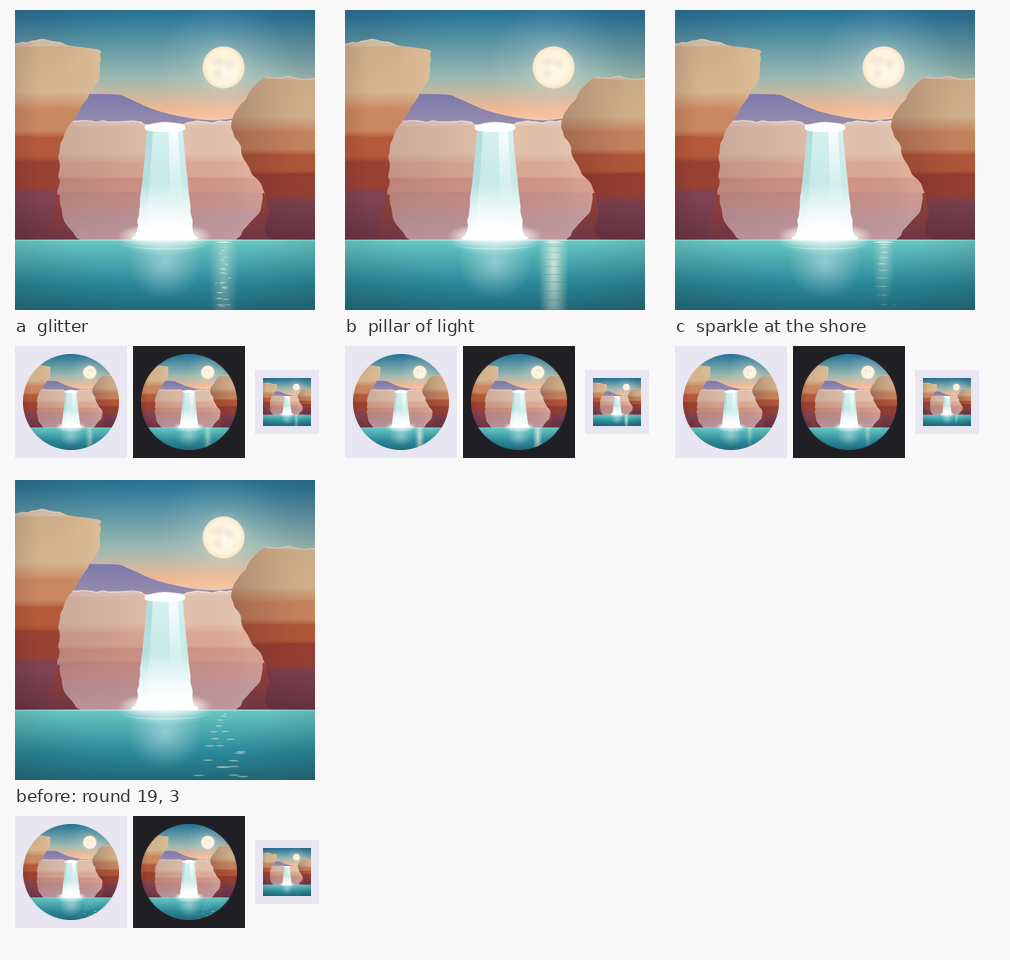 a glitter
b pillar of light
c sparkle at the shore
before: round 19, 3